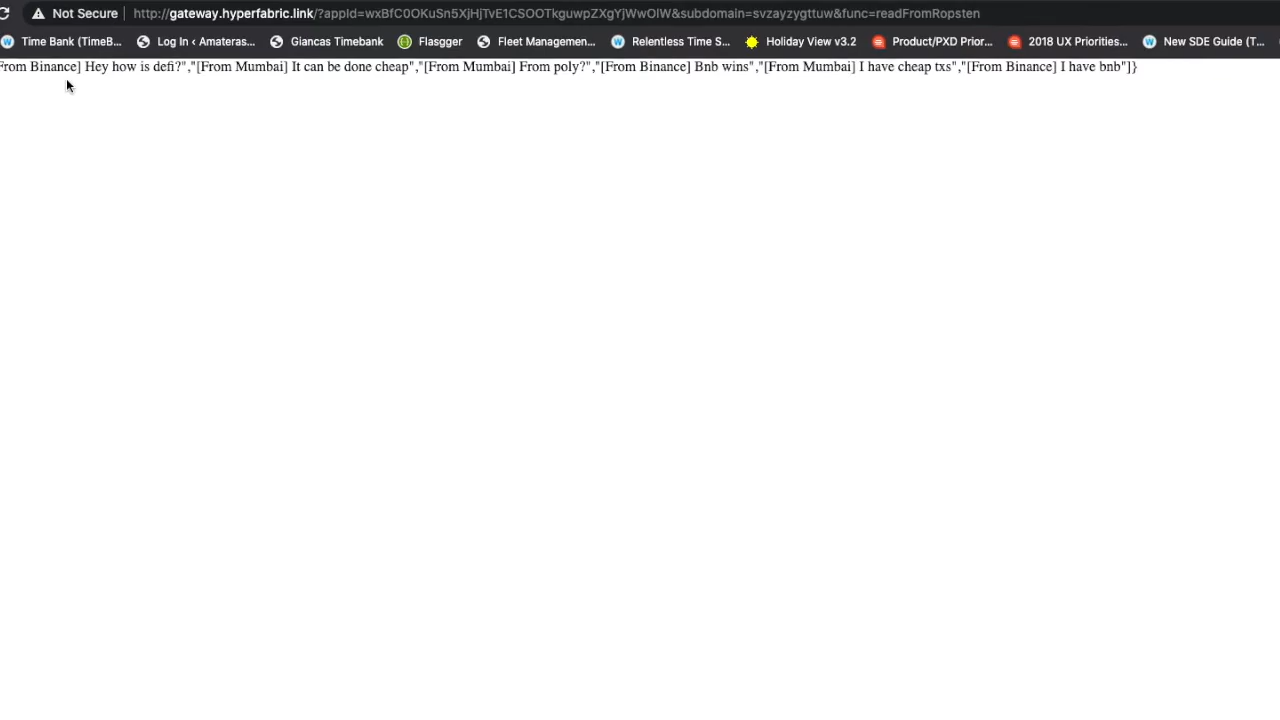 Not Secure | http://gateway.hyperfabric.link/?appId=wxBfC0OKuSn5XjHjTvE1CSOOTkguwpZXgYjWwOlW&subdomain=svzayzygttuw&func=readFromRopsten
Time Bank (TimeB... Log In ‹ Amateras... Giancas Timebank Flasgger Fleet Managemen... Relentless Time S... Holiday View v3.2 Product/PXD Prior... 2018 UX Priorities... New SDE Guide (T...
From Binance] Hey how is defi?","[From Mumbai] It can be done cheap","[From Mumbai] From poly?","[From Binance] Bnb wins","[From Mumbai] I have cheap txs","[From Binance] I have bnb"]}